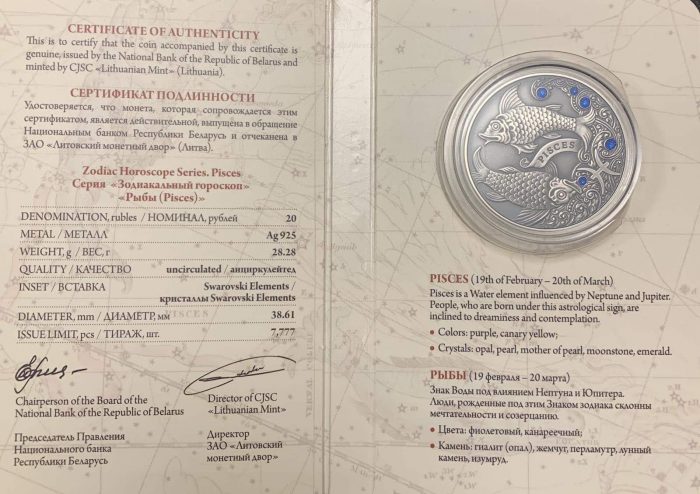 CERTIFICATE OF AUTHENTICITY
This is to certify that the coin accompanied by this certificate is
genuine, issued by the National Bank of the Republic of Belarus and
minted by CJSC «Lithuanian Mint» (Lithuania).
СЕРТИФИКАТ ПОДЛИННОСТИ
Удостоверяется, что монета, которая сопровождается этим
сертификатом, является действительной, выпущена в обращение
Национальным банком Республики Беларусь и отчеканена в
ЗАО «Литовский монетный двор» (Литва).
Zodiac Horoscope Series. Pisces
Серия «Зодиакальный гороскоп»
«Рыбы (Pisces)»
DENOMINATION, rubles / НОМИНАЛ, рублей 20
METAL / МЕТАЛЛ Ag 925
WEIGHT, g / ВЕС, г 28.28
QUALITY / КАЧЕСТВО uncirculated / анциркулейтед
INSET / ВСТАВКА Swarovski Elements /
кристаллы Swarovski Elements
DIAMETER, mm / ДИАМЕТР, мм 38.61
PISCES
ISSUE LIMIT, pcs / ТИРАЖ, шт. 7,777
Chairperson of the Board of the
National Bank of the Republic of Belarus
Director of CJSC
«Lithuanian Mint»
Председатель Правления
Национального банка
Республики Беларусь
Директор
ЗАО «Литовский
монетный двор»
PISCES
PISCES (19th of February – 20th of March)
Pisces is a Water element influenced by Neptune and Jupiter.
People, who are born under this astrological sign, are
inclined to dreaminess and contemplation.
• Colors: purple, canary yellow;
• Crystals: opal, pearl, mother of pearl, moonstone, emerald.
РЫБЫ (19 февраля – 20 марта)
Знак Воды под влиянием Нептуна и Юпитера.
Люди, рожденные под этим Знаком зодиака склонны
мечтательности и созерцанию.
• Цвета: фиолетовый, канареечный;
• Камень: гиалит (опал), жемчуг, перламутр, лунный
камень, изумруд.